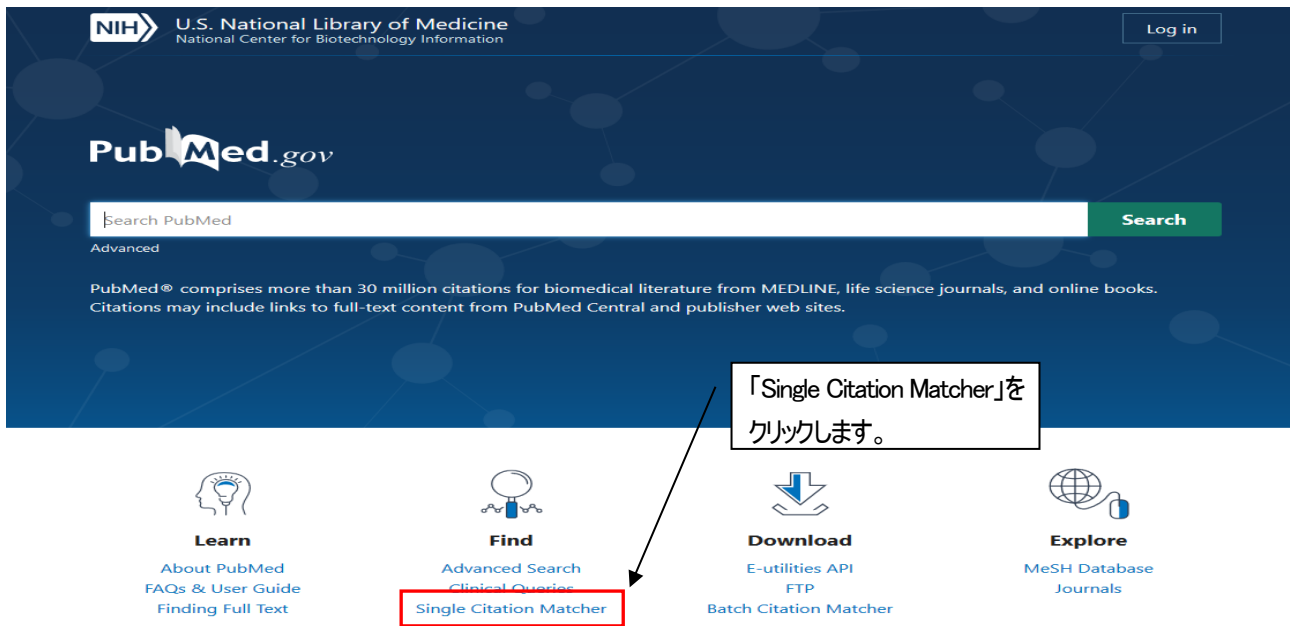 NIH U.S. National Library of Medicine
National Center for Biotechnology Information
Log in
PubMed.gov
Search PubMed
Search
Advanced
PubMed® comprises more than 30 million citations for biomedical literature from MEDLINE, life science journals, and online books.
Citations may include links to full-text content from PubMed Central and publisher web sites.
「Single Citation Matcher」を
クリックします。
Learn
About PubMed
FAQs & User Guide
Finding Full Text
Find
Advanced Search
Clinical Queries
Single Citation Matcher
Download
E-utilities API
FTP
Batch Citation Matcher
Explore
MeSH Database
Journals